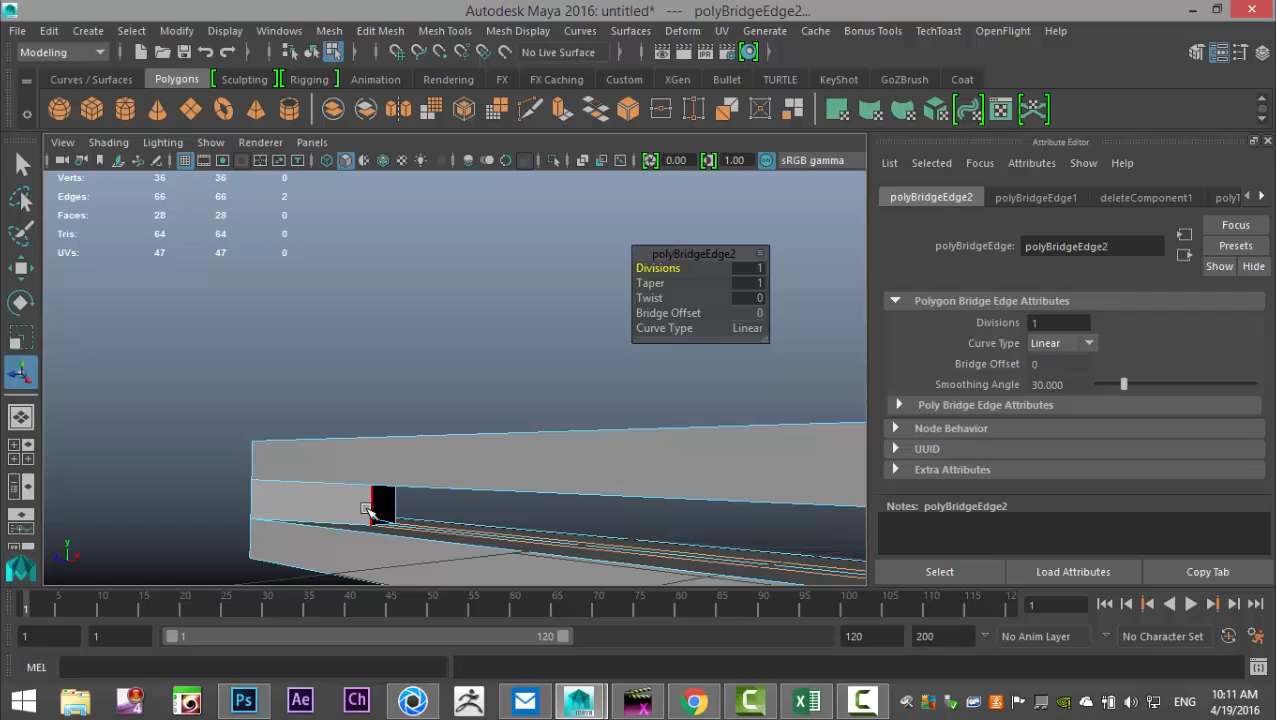 Autodesk Maya 2016: untitled*   ---   polyBridgeEdge2...
File Edit Create Select Modify Display Windows Mesh Edit Mesh Mesh Tools Mesh Display Curves Surfaces Deform UV Generate Cache Bonus Tools TechToast OpenFlight Help
Modeling No Live Surface
Curves / Surfaces Polygons Sculpting Rigging Animation Rendering FX FX Caching Custom XGen Bullet TURTLE KeyShot GoZBrush Coat
View Shading Lighting Show Renderer Panels
0.00 1.00 sRGB gamma
Verts: 36 36 0
Edges: 66 66 2
Faces: 28 28 0
Tris: 64 64 0
UVs: 47 47 0
polyBridgeEdge2
Divisions 1
Taper 1
Twist 0
Bridge Offset 0
Curve Type Linear
y
Attribute Editor
List Selected Focus Attributes Show Help
polyBridgeEdge2 polyBridgeEdge1 deleteComponent1 polyT
Focus
polyBridgeEdge: polyBridgeEdge2
Presets
Show Hide
Polygon Bridge Edge Attributes
Divisions 1
Curve Type Linear
Bridge Offset 0
Smoothing Angle 30.000
Poly Bridge Edge Attributes
Node Behavior
UUID
Extra Attributes
Notes: polyBridgeEdge2
Select Load Attributes Copy Tab
1 5 10 15 20 25 30 35 40 45 50 55 60 65 70 75 80 85 90 95 100 105 110 115 12 1
1 1 1 120 120 200 No Anim Layer No Character Set
MEL
Ps Ae Ch X C X C ENG 10:11 AM
4/19/2016